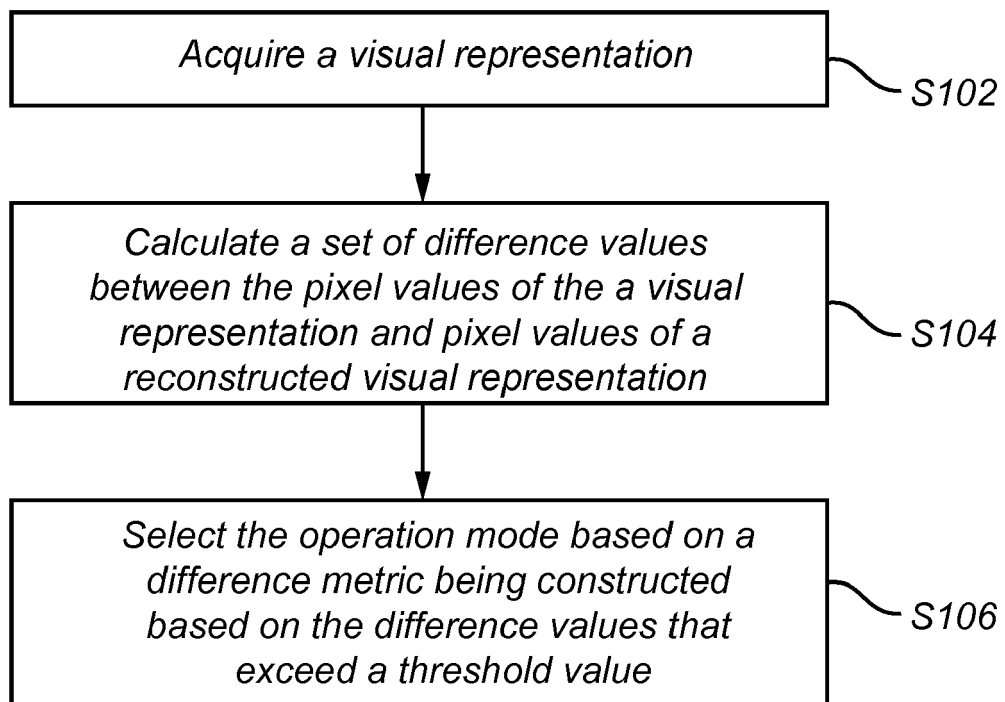 Acquire a visual representation
S102
Calculate a set of difference values
between the pixel values of the a visual
representation and pixel values of a
reconstructed visual representation
S104
Select the operation mode based on a
difference metric being constructed
based on the difference values that
exceed a threshold value
S106